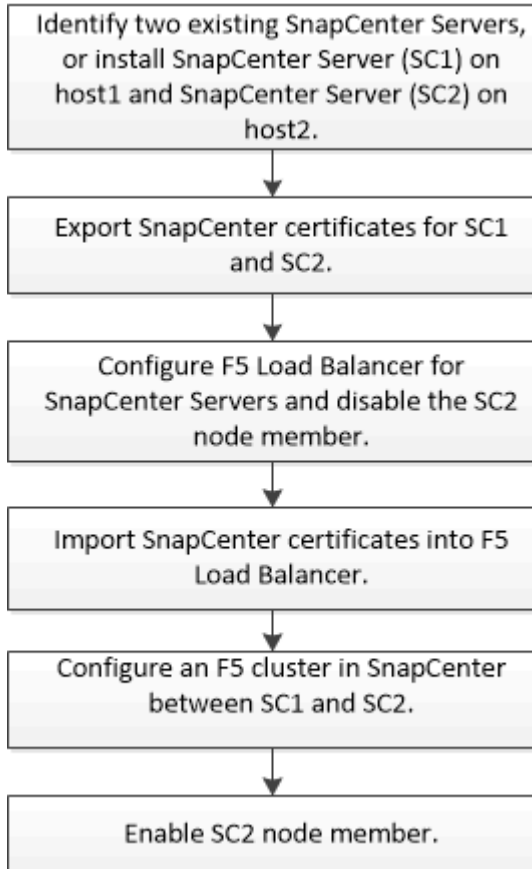 Identify two existing SnapCenter Servers,
or install SnapCenter Server (SC1) on
host1 and SnapCenter Server (SC2) on
host2.
Export SnapCenter certificates for SC1
and SC2.
Configure F5 Load Balancer for
SnapCenter Servers and disable the SC2
node member.
Import SnapCenter certificates into F5
Load Balancer.
Configure an F5 cluster in SnapCenter
between SC1 and SC2.
Enable SC2 node member.